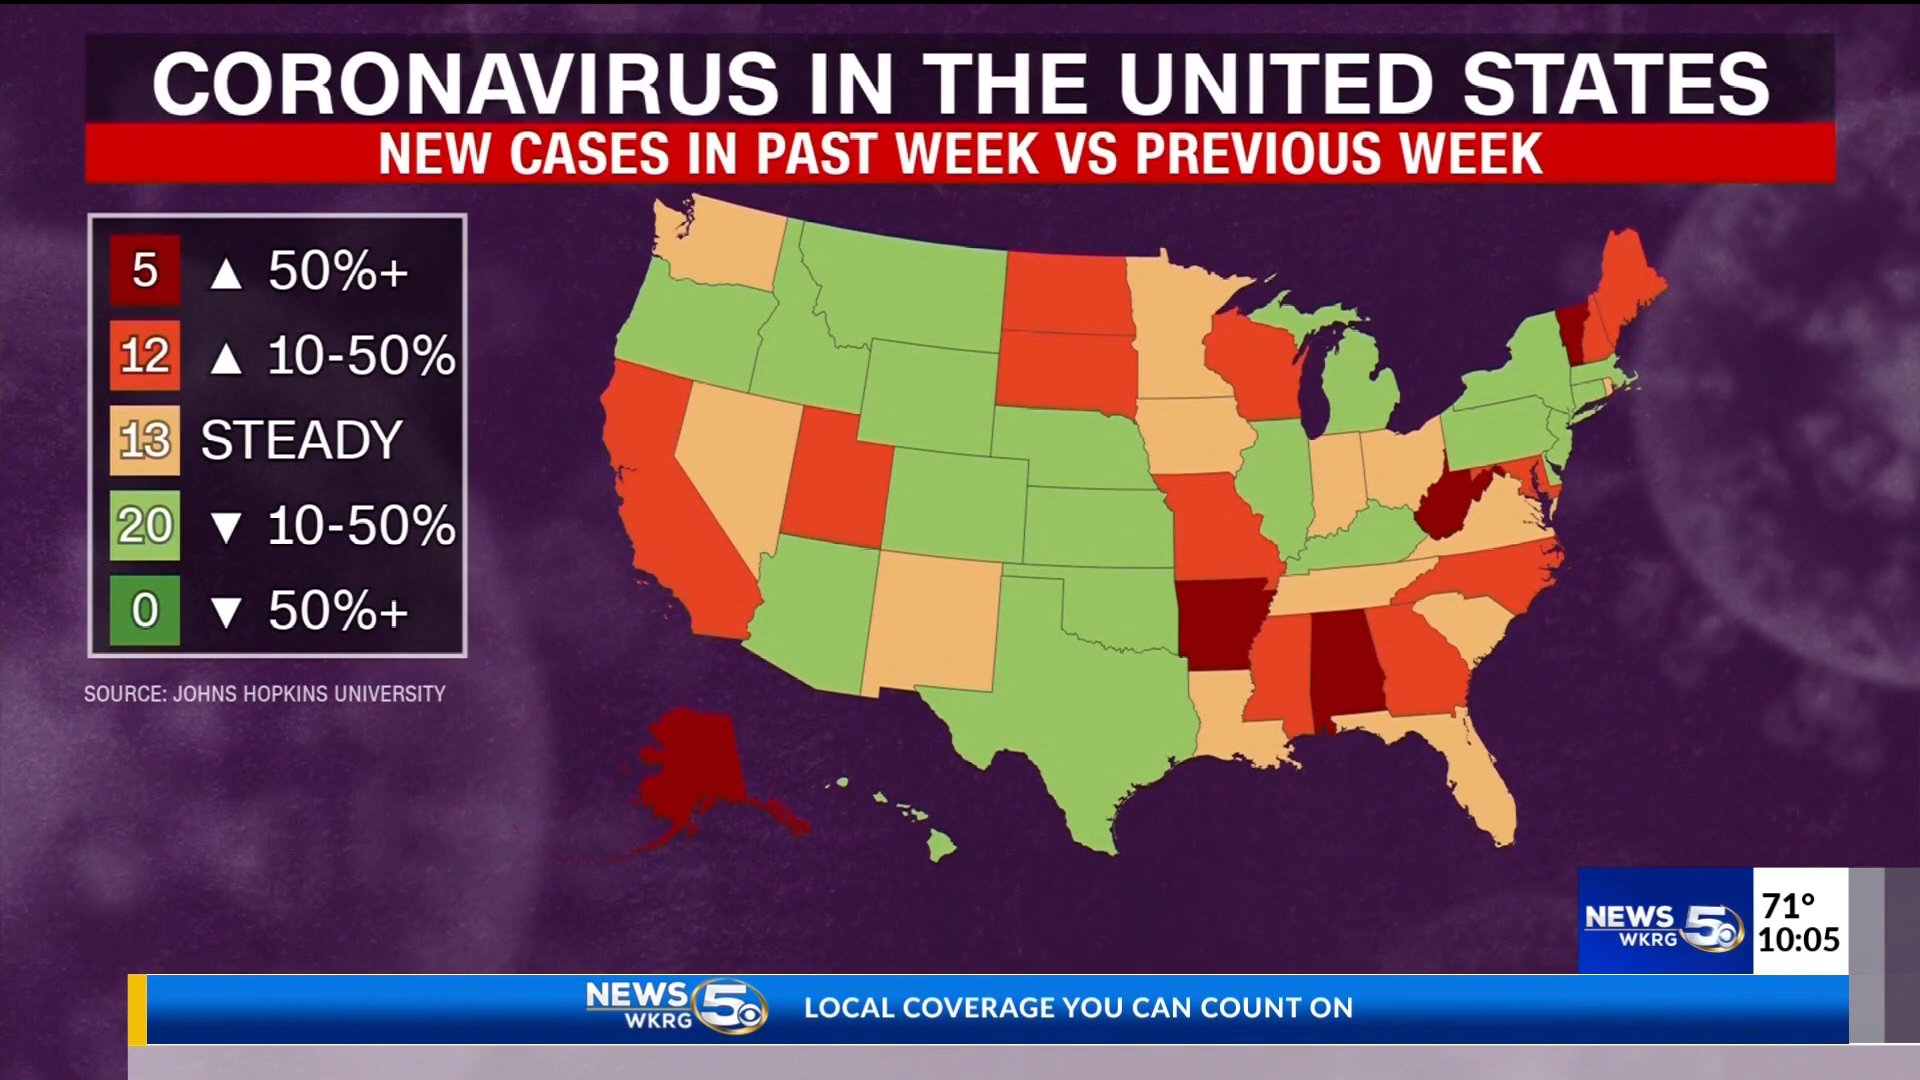 CORONAVIRUS IN THE UNITED STATES
NEW CASES IN PAST WEEK VS PREVIOUS WEEK
5 ▲ 50%+
12 ▲ 10-50%
13 STEADY
20 ▼ 10-50%
0 ▼ 50%+
SOURCE: JOHNS HOPKINS UNIVERSITY
NEWS 5
WKRG
71°
10:05
NEWS 5
WKRG
LOCAL COVERAGE YOU CAN COUNT ON